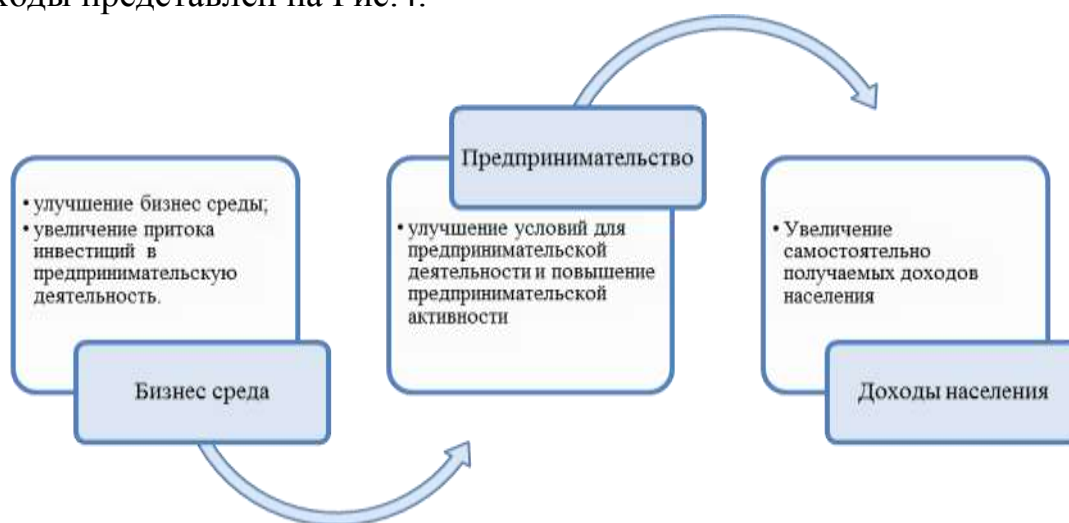 ходы представлен на Рис.4.
• улучшение бизнес среды;
• увеличение притока
инвестиций в
предпринимательскую
деятельность.
Бизнес среда
Предпринимательство
• улучшение условий для
предпринимательской
деятельности и повышение
предпринимательской
активности
• Увеличение
самостоятельно
получаемых доходов
населения
Доходы населения